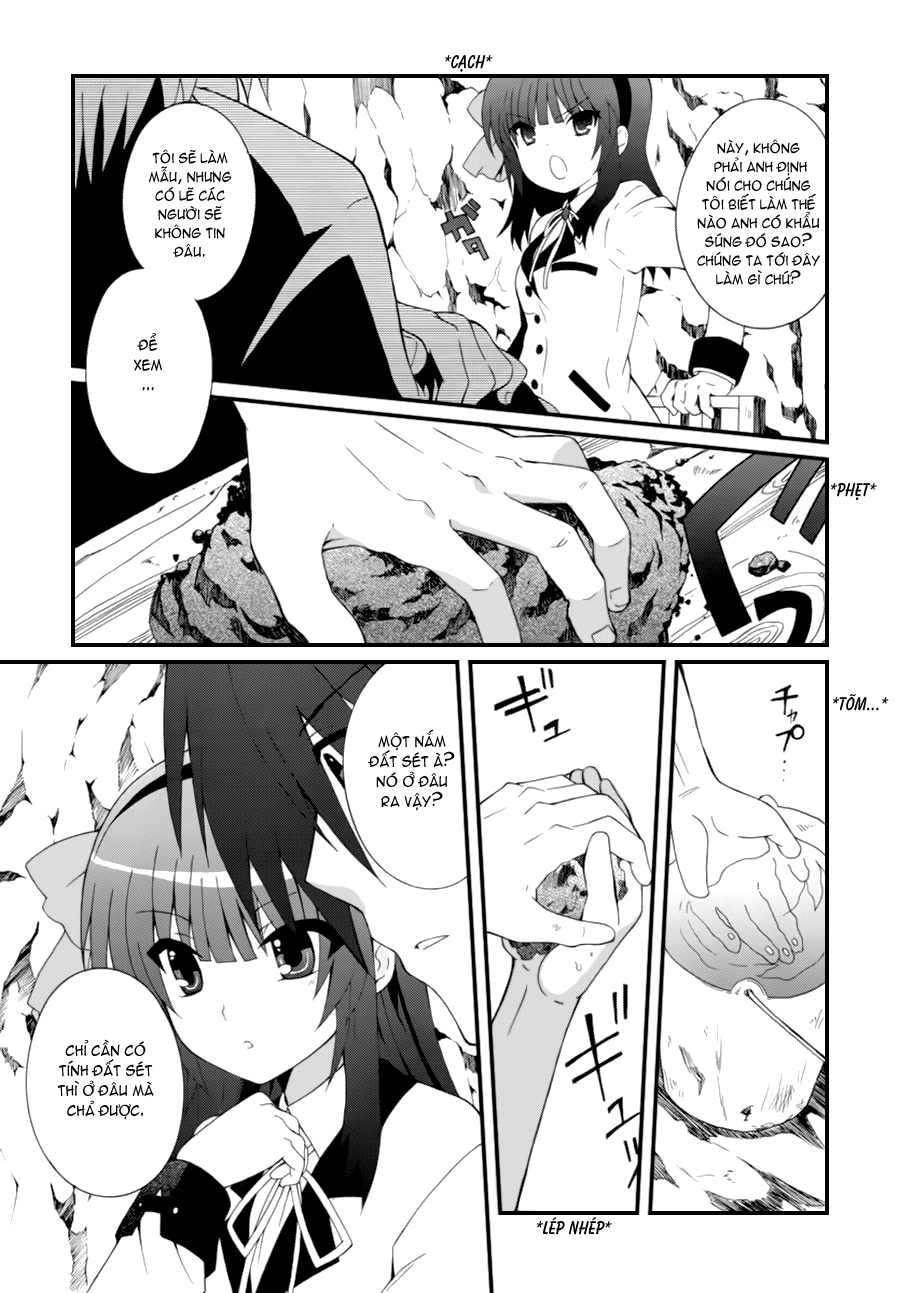 *CẠCH*
NÀY, KHÔNG
PHẢI ANH ĐỊNH
NÓI CHO CHÚNG
TÔI BIẾT LÀM THẾ
NÀO ANH CÓ KHẨU
SÚNG ĐÓ SAO?
CHÚNG TA TỚI ĐÂY
LÀM GÌ CHỨ?
TÔI SẼ LÀM
MẪU, NHƯNG
CÓ LẼ CÁC
NGƯỜI SẼ
KHÔNG TIN
ĐÂU.
ĐỂ
XEM
...
*PHẸT*
*TÕM...*
チャプ…
ギュッ
ギュッ
*LÉP NHÉP*
MỘT NẮM
ĐẤT SÉT À?
NÓ Ở ĐÂU
RA VẬY?
CHỈ CẦN CÓ
TÍNH ĐẤT SÉT
THÌ Ở ĐÂU MÀ
CHẢ ĐƯỢC.